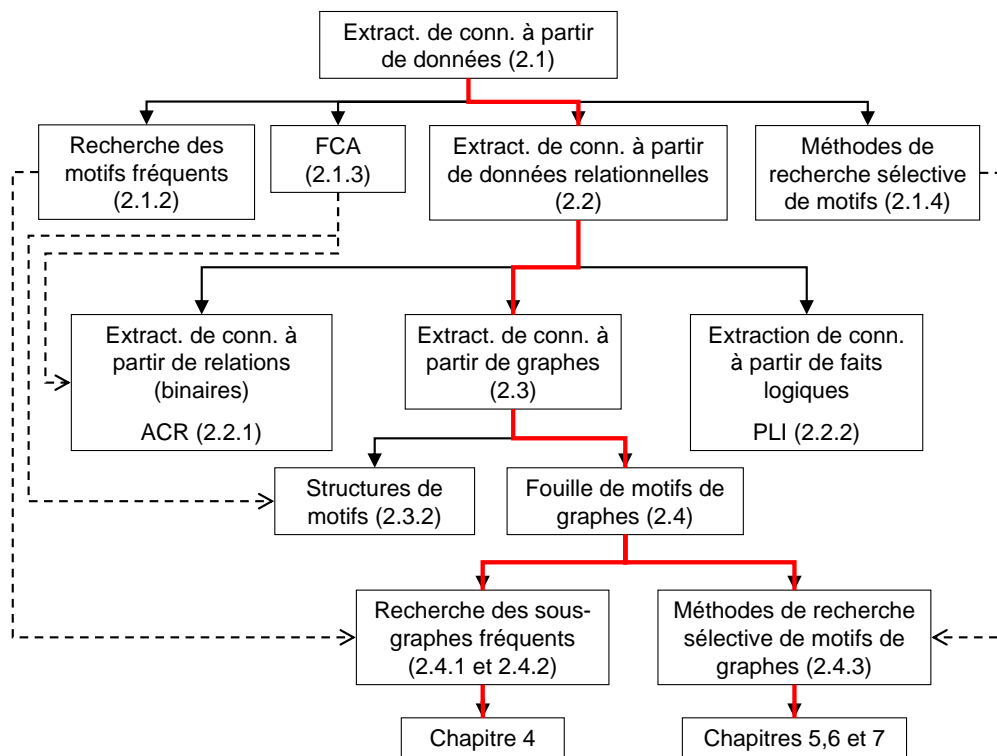 Extract. de conn. à partir
de données (2.1)
Recherche des
motifs fréquents
(2.1.2)
FCA
(2.1.3)
Extract. de conn. à partir
de données relationnelles
(2.2)
Méthodes de
recherche sélective
de motifs (2.1.4)
Extract. de conn. à
partir de relations
(binaires)
ACR (2.2.1)
Extract. de conn. à
partir de graphes
(2.3)
Extraction de conn.
à partir de faits
logiques
PLI (2.2.2)
Structures de
motifs (2.3.2)
Fouille de motifs de
graphes (2.4)
Recherche des sous-
graphes fréquents
(2.4.1 et 2.4.2)
Méthodes de recherche
sélective de motifs de
graphes (2.4.3)
Chapitre 4
Chapitres 5,6 et 7